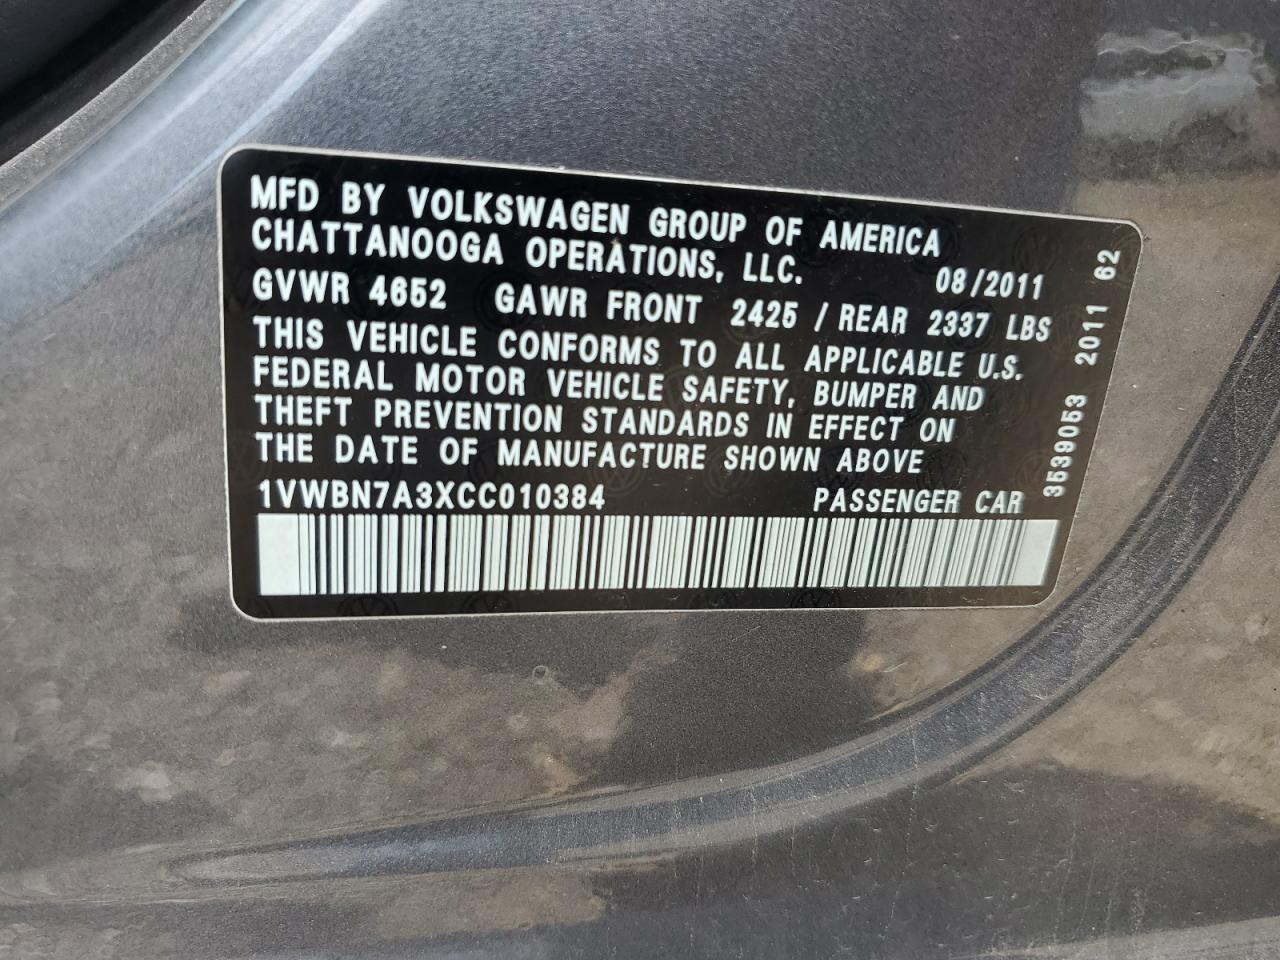 MFD BY VOLKSWAGEN GROUP OF AMERICA
CHATTANOOGA OPERATIONS, LLC. 08/2011
GVWR 4652 GAWR FRONT 2425 / REAR 2337 LBS
THIS VEHICLE CONFORMS TO ALL APPLICABLE U.S.
FEDERAL MOTOR VEHICLE SAFETY, BUMPER AND
THEFT PREVENTION STANDARDS IN EFFECT ON
THE DATE OF MANUFACTURE SHOWN ABOVE
1VWBN7A3XCC010384 PASSENGER CAR
3539053 2011 62